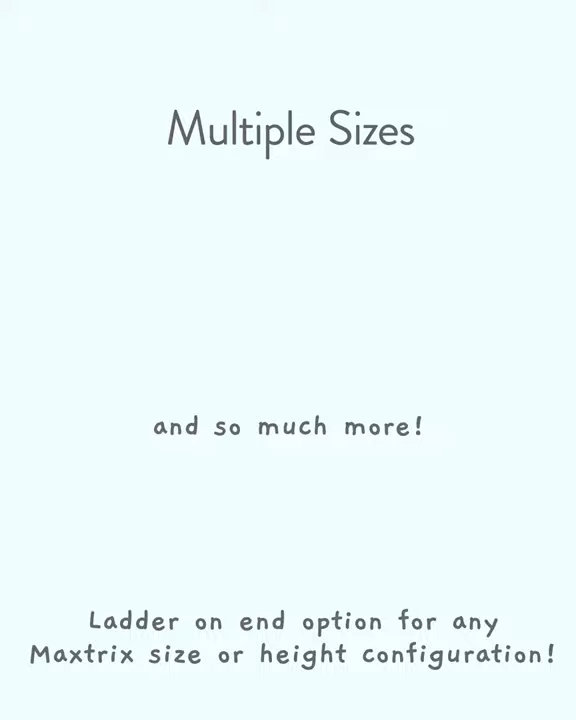 Multiple Sizes
and so much more!
Ladder on end option for any
Maxtrix size or height configuration!